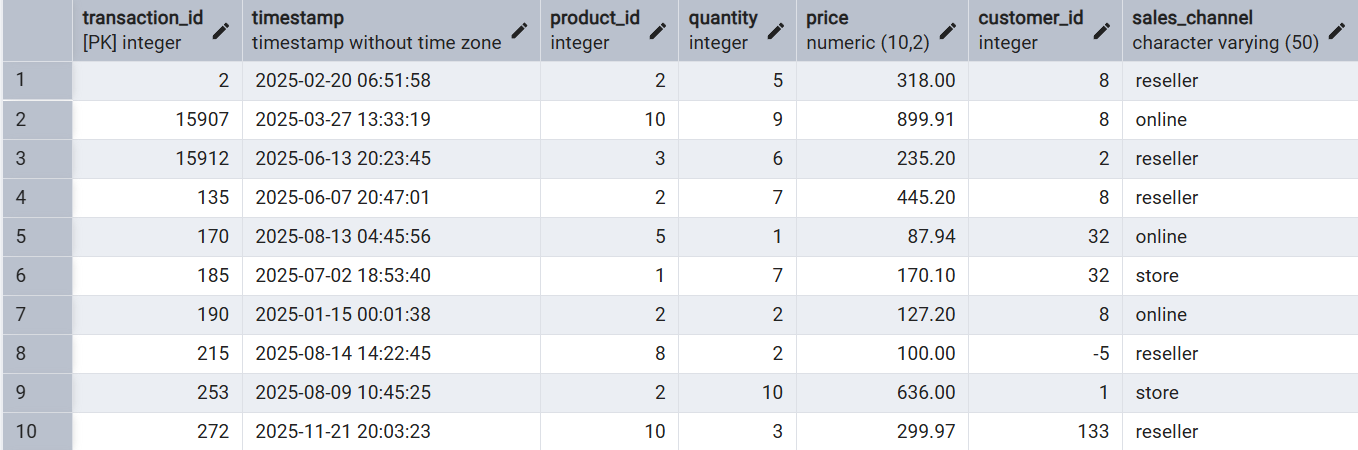 transaction_id timestamp product_id quantity price customer_id sales_channel
[PK] integer timestamp without time zone integer integer numeric (10,2) integer character varying (50)
1 2 2025-02-20 06:51:58 2 5 318.00 8 reseller
2 15907 2025-03-27 13:33:19 10 9 899.91 8 online
3 15912 2025-06-13 20:23:45 3 6 235.20 2 reseller
4 135 2025-06-07 20:47:01 2 7 445.20 8 reseller
5 170 2025-08-13 04:45:56 5 1 87.94 32 online
6 185 2025-07-02 18:53:40 1 7 170.10 32 store
7 190 2025-01-15 00:01:38 2 2 127.20 8 online
8 215 2025-08-14 14:22:45 8 2 100.00 -5 reseller
9 253 2025-08-09 10:45:25 2 10 636.00 1 store
10 272 2025-11-21 20:03:23 10 3 299.97 133 reseller